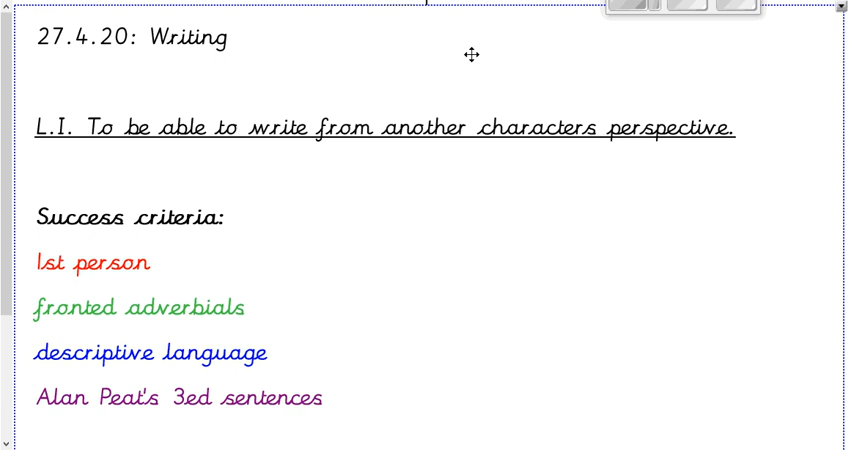 27.4.20: Writing
L.I. To be able to write from another characters perspective.
Success criteria:
1st person
fronted adverbials
descriptive language
Alan Peat's 3ed sentences